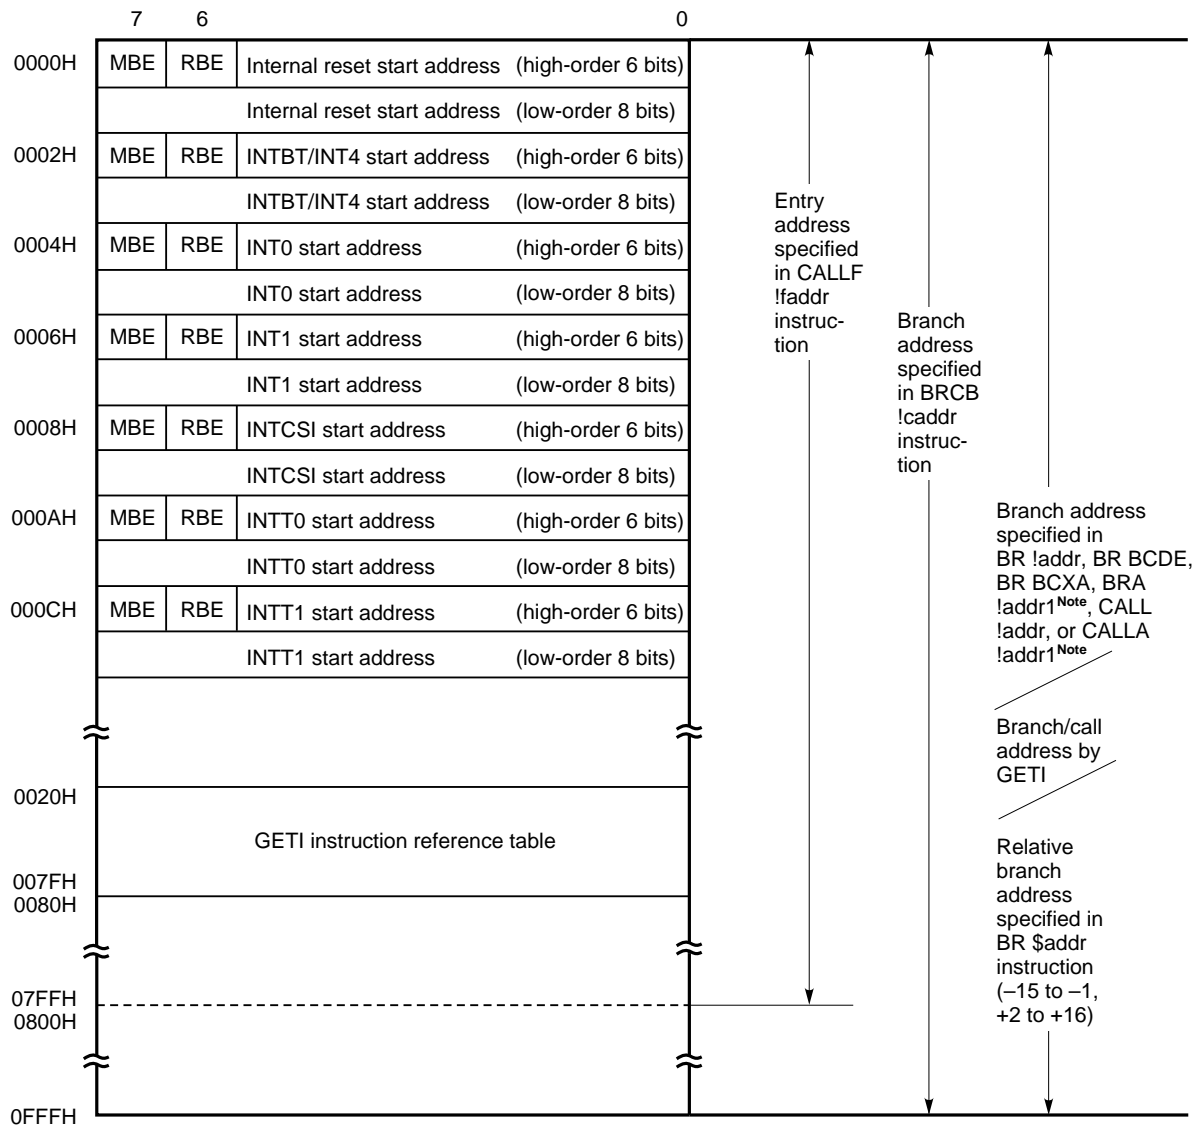 7 6 0
0000H MBE RBE Internal reset start address (high-order 6 bits)
Internal reset start address (low-order 8 bits)
0002H MBE RBE INTBT/INT4 start address (high-order 6 bits)
INTBT/INT4 start address (low-order 8 bits)
0004H MBE RBE INT0 start address (high-order 6 bits)
INT0 start address (low-order 8 bits)
0006H MBE RBE INT1 start address (high-order 6 bits)
INT1 start address (low-order 8 bits)
0008H MBE RBE INTCSI start address (high-order 6 bits)
INTCSI start address (low-order 8 bits)
000AH MBE RBE INTT0 start address (high-order 6 bits)
INTT0 start address (low-order 8 bits)
000CH MBE RBE INTT1 start address (high-order 6 bits)
INTT1 start address (low-order 8 bits)
0020H
GETI instruction reference table
007FH
0080H
07FFH
0800H
0FFFH
Entry
address
specified
in CALLF
!faddr
instruc-
tion
Branch
address
specified
in BRCB
!caddr
instruc-
tion
Branch address
specified in
BR !addr, BR BCDE,
BR BCXA, BRA
!addr1Note, CALL
!addr, or CALLA
!addr1Note
Branch/call
address by
GETI
Relative
branch
address
specified in
BR $addr
instruction
(–15 to –1,
+2 to +16)